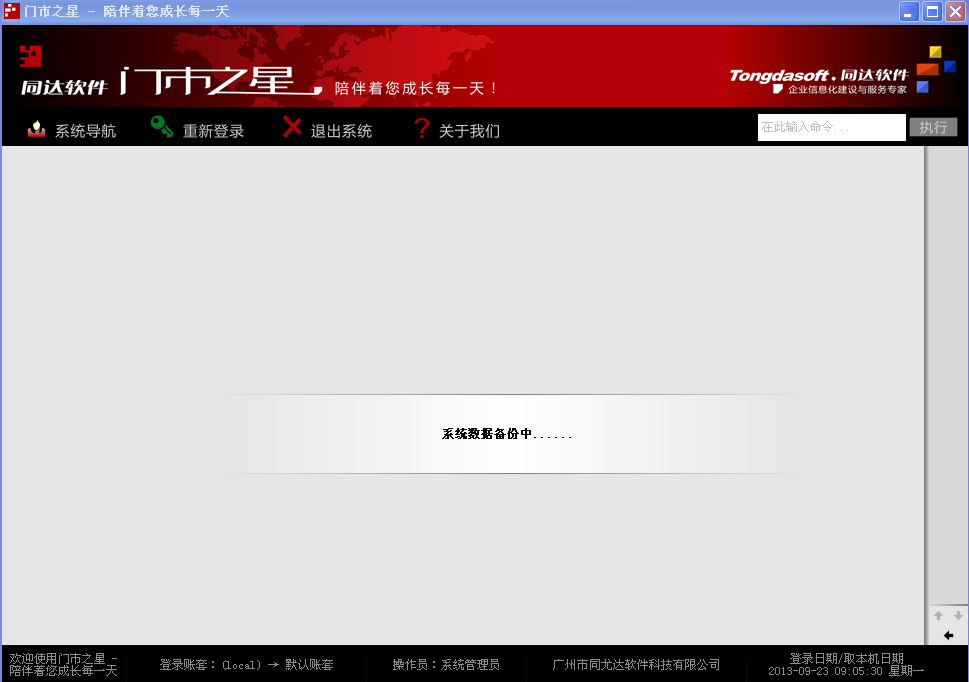 门市之星 - 陪伴着您成长每一天
同达软件 门市之星 陪伴着您成长每一天！
Tongdasoft.同达软件
企业信息化建设与服务专家
系统导航 重新登录 退出系统 ? 关于我们 在此输入命令... 执行
系统数据备份中......
欢迎使用门市之星 -
陪伴着您成长每一天
登录账套：(local) → 默认账套
操作员：系统管理员
广州市同尤达软件科技有限公司
登录日期/取本机日期
2013-09-23 09:05:30 星期一